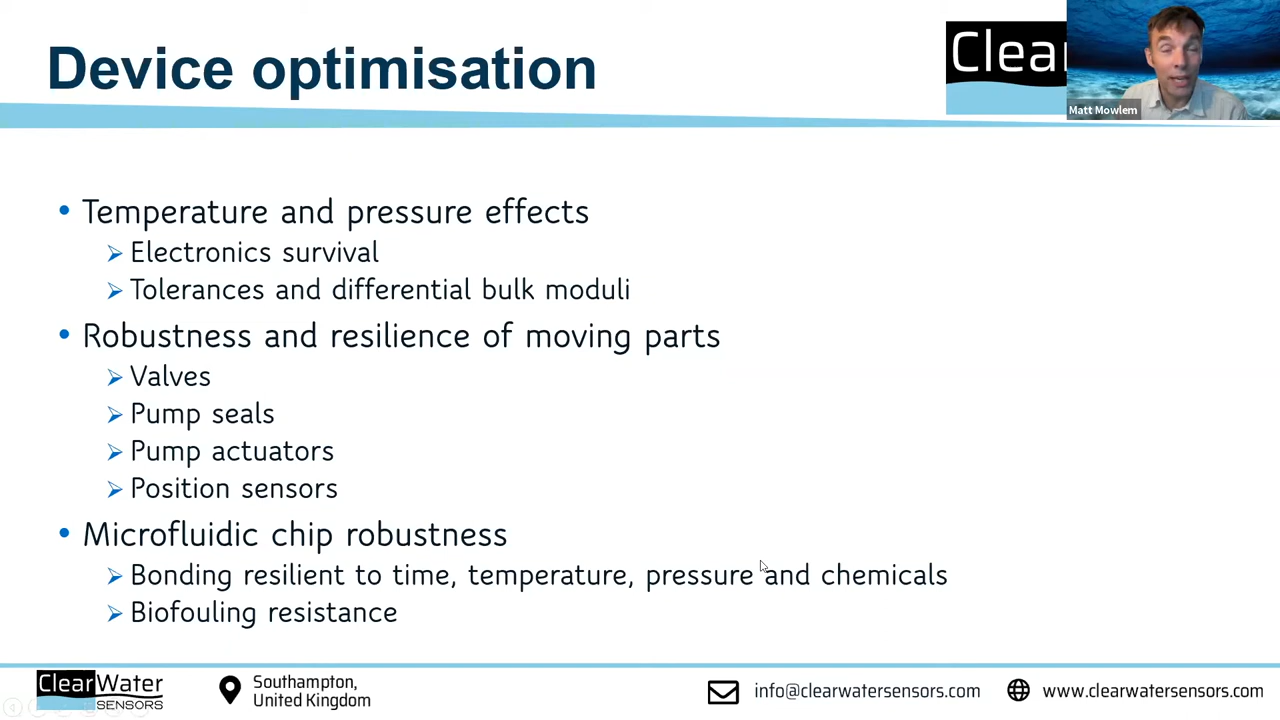 Device optimisation
Clea
Matt Mowlem
Temperature and pressure effects
Electronics survival
Tolerances and differential bulk moduli
Robustness and resilience of moving parts
Valves
Pump seals
Pump actuators
Position sensors
Microfluidic chip robustness
Bonding resilient to time, temperature, pressure and chemicals
Biofouling resistance
ClearWater
SENSORS
Southampton,
United Kingdom
info@clearwatersensors.com
www.clearwatersensors.com